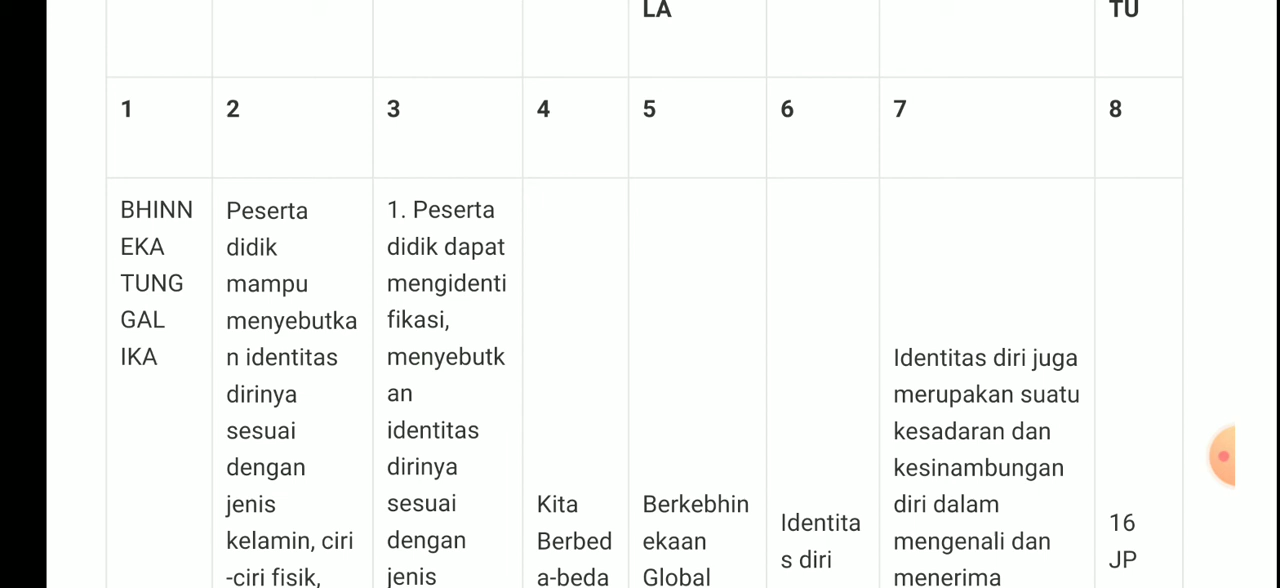 LA
TU
1
2
3
4
5
6
7
8
BHINN
EKA
TUNG
GAL
IKA
Peserta
didik
mampu
menyebutka
n identitas
dirinya
sesuai
dengan
jenis
kelamin, ciri
-ciri fisik,
1. Peserta
didik dapat
mengidenti
fikasi,
menyebutk
an
identitas
dirinya
sesuai
dengan
jenis
Kita
Berbed
a-beda
Berkebhin
ekaan
Global
Identita
s diri
Identitas diri juga
merupakan suatu
kesadaran dan
kesinambungan
diri dalam
mengenali dan
menerima
16
JP